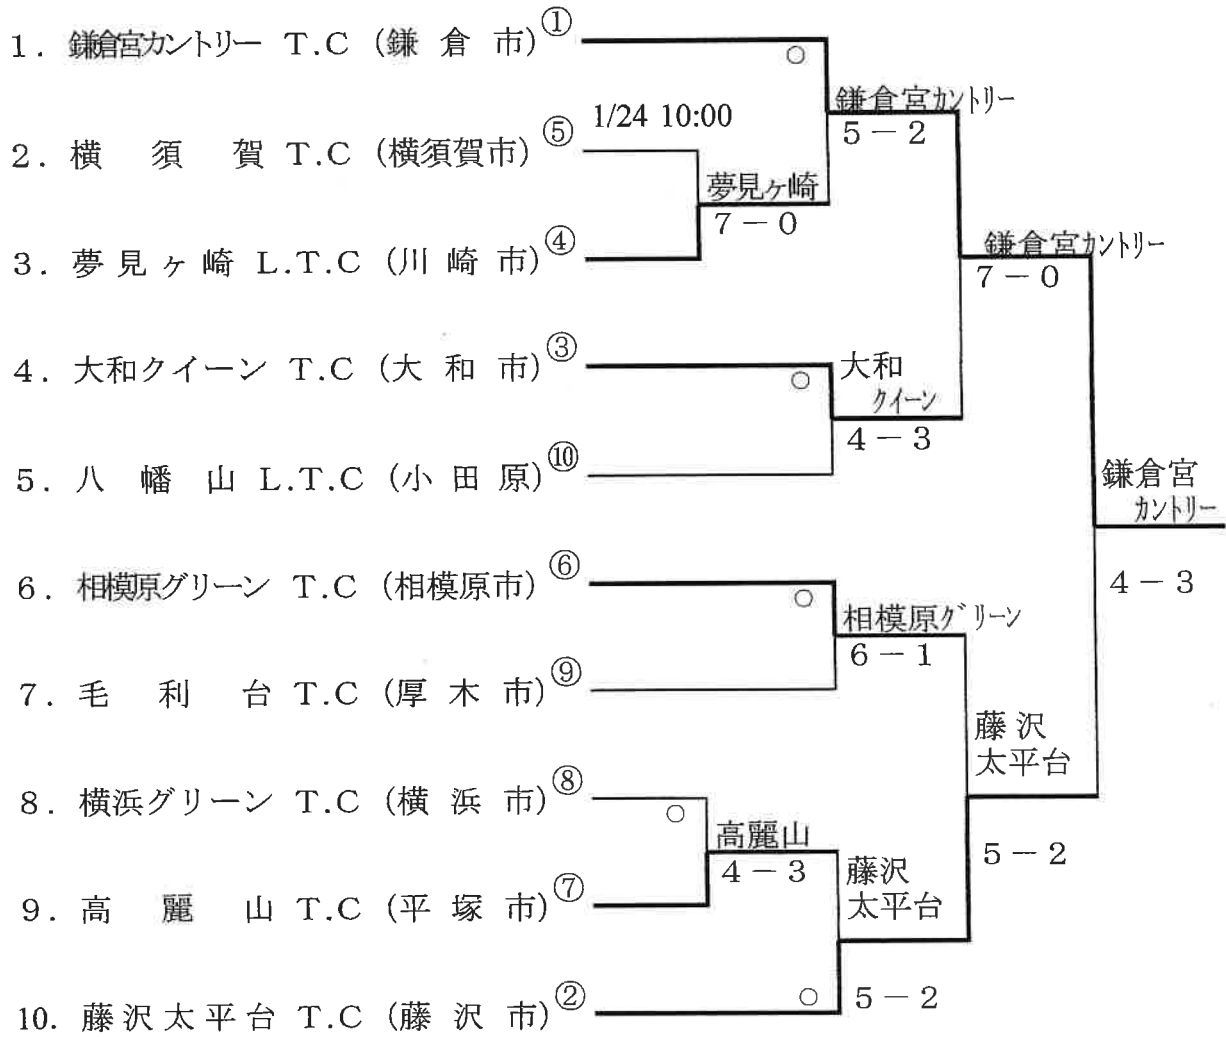 1. 鎌倉宮カントリー T.C (鎌倉市) ①
鎌倉宮カントリー
5－2
1/24 10:00
2. 横須賀 T.C (横須賀市) ⑤
夢見ヶ崎
7－0
3. 夢見ヶ崎 L.T.C (川崎市) ④
鎌倉宮カントリー
7－0
4. 大和クイーン T.C (大和市) ③
大和
クイーン
4－3
5. 八幡山 L.T.C (小田原) ⑩
鎌倉宮
カントリー
4－3
6. 相模原グリーン T.C (相模原市) ⑥
相模原グリーン
6－1
7. 毛利台 T.C (厚木市) ⑨
藤沢
太平台
5－2
8. 横浜グリーン T.C (横浜市) ⑧
高麗山
4－3
9. 高麗山 T.C (平塚市) ⑦
藤沢
太平台
5－2
10. 藤沢太平台 T.C (藤沢市) ②